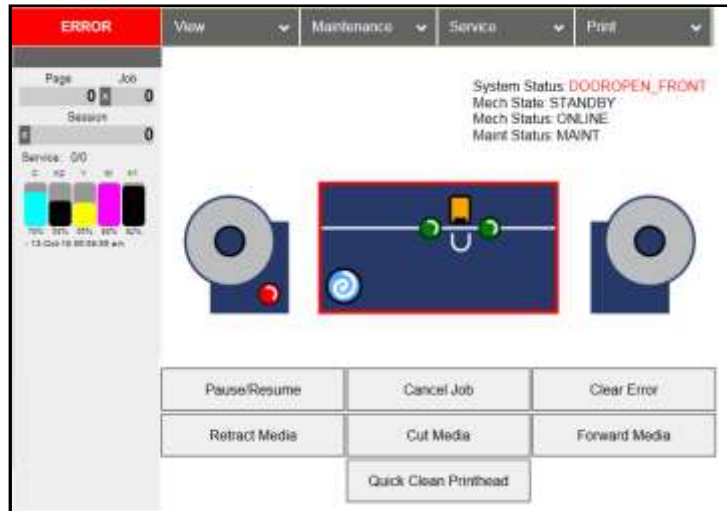 ERROR
View
Maintenance
Service
Print
Page Job
0 0
Session
0
Service: 0/0
System Status: DOOROPEN_FRONT
Mech State: STANDBY
Mech Status: ONLINE
Maint Status: MAINT
Pause/Resume
Cancel Job
Clear Error
Retract Media
Cut Media
Forward Media
Quick Clean Printhead